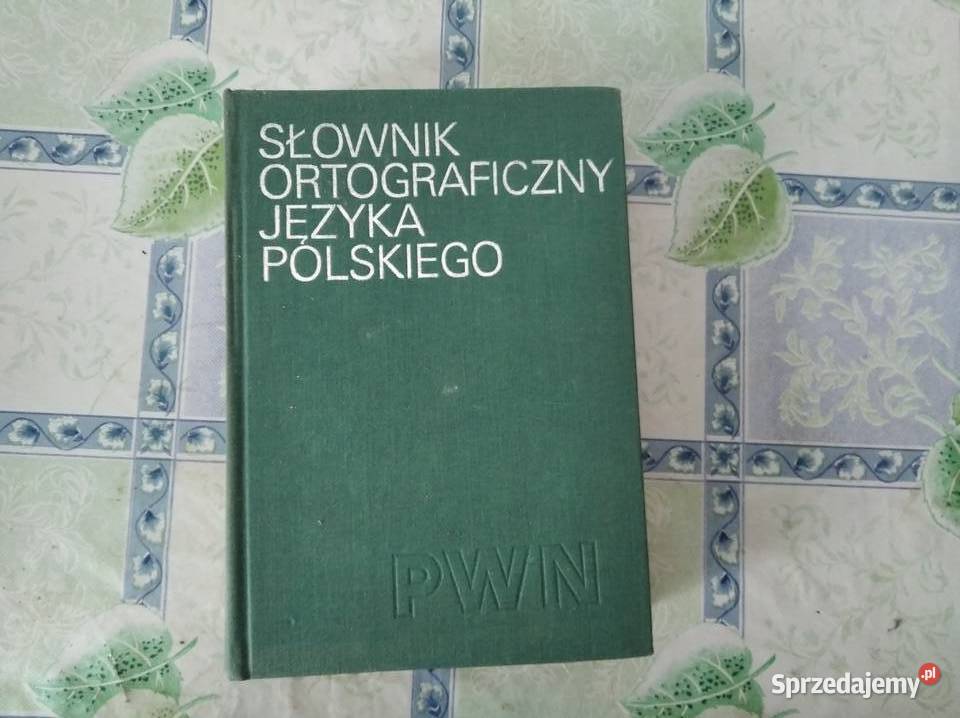 SŁOWNIK
ORTOGRAFICZNY
JĘZYKA
POLSKIEGO
PWN
Sprzedajemy.pl